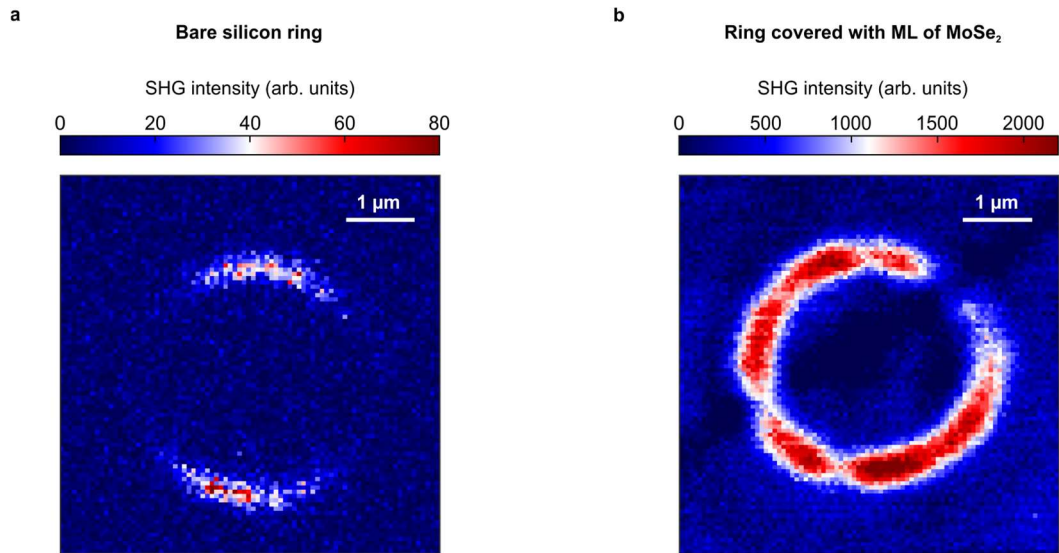 a
Bare silicon ring
SHG intensity (arb. units)
0 20 40 60 80
1 µm
b
Ring covered with ML of MoSe₂
SHG intensity (arb. units)
0 500 1000 1500 2000
1 µm